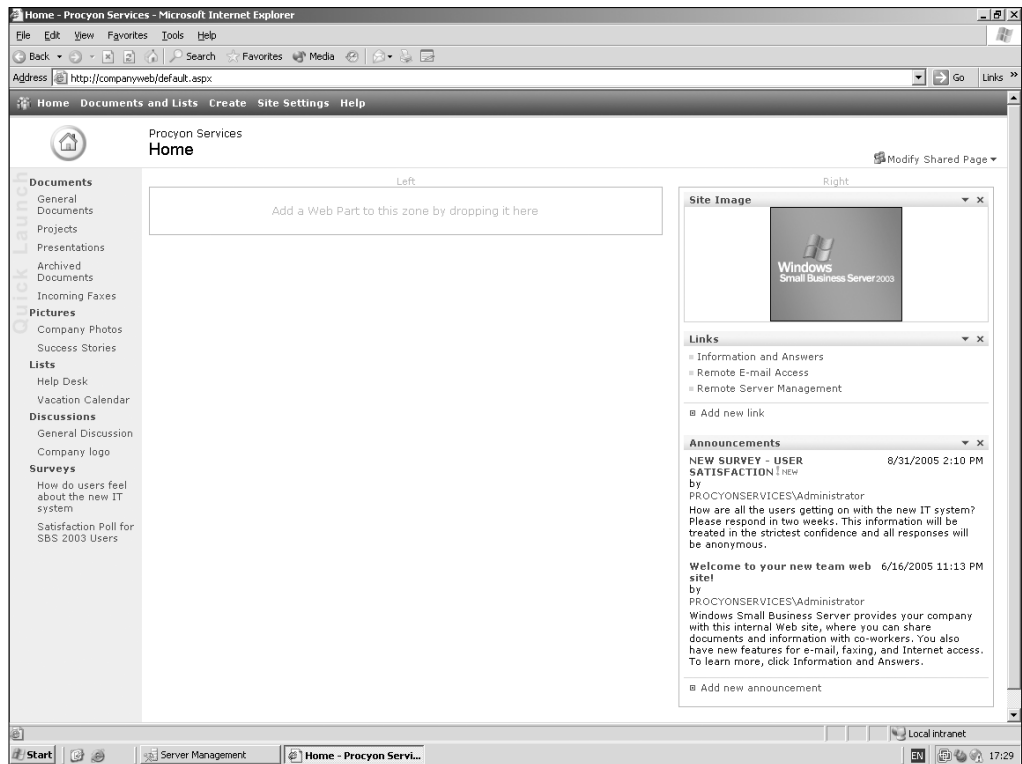 Home - Procyon Services - Microsoft Internet Explorer
File Edit View Favorites Tools Help
Back Search Favorites Media
Address http://companyweb/default.aspx Go Links »
Home Documents and Lists Create Site Settings Help
Procyon Services
Home
Modify Shared Page
Quick Launch
Documents
General
Documents
Projects
Presentations
Archived
Documents
Incoming Faxes
Pictures
Company Photos
Success Stories
Lists
Help Desk
Vacation Calendar
Discussions
General Discussion
Company logo
Surveys
How do users feel
about the new IT
system
Satisfaction Poll for
SBS 2003 Users
Left
Add a Web Part to this zone by dropping it here
Right
Site Image
Windows
Small Business Server 2003
Links
Information and Answers
Remote E-mail Access
Remote Server Management
Add new link
Announcements
NEW SURVEY - USER 8/31/2005 2:10 PM
SATISFACTION ! NEW
by
PROCYONSERVICES\Administrator
How are all the users getting on with the new IT system?
Please respond in two weeks. This information will be
treated in the strictest confidence and all responses will
be anonymous.
Welcome to your new team web 6/16/2005 11:13 PM
site!
by
PROCYONSERVICES\Administrator
Windows Small Business Server provides your company
with this internal Web site, where you can share
documents and information with co-workers. You also
have new features for e-mail, faxing, and Internet access.
To learn more, click Information and Answers.
Add new announcement
Local intranet
Start Server Management Home - Procyon Servi... EN 17:29